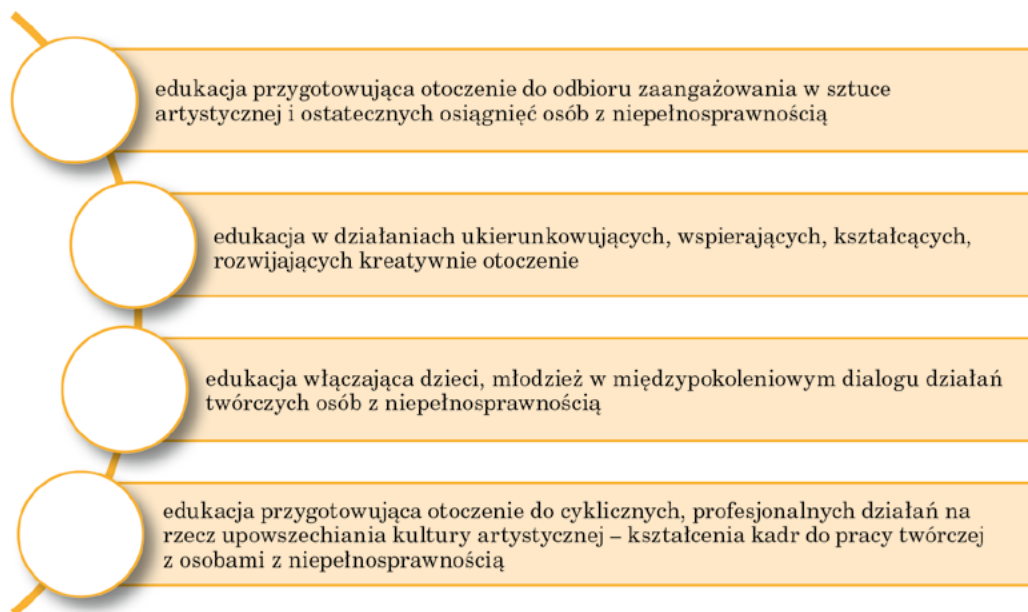 edukacja przygotowująca otoczenie do odbioru zaangażowania w sztuce
artystycznej i ostatecznych osiągnięć osób z niepełnosprawnością
edukacja w działaniach ukierunkowujących, wspierających, kształcących,
rozwijających kreatywnie otoczenie
edukacja włączająca dzieci, młodzież w międzypokoleniowym dialogu działań
twórczych osób z niepełnosprawnością
edukacja przygotowująca otoczenie do cyklicznych, profesjonalnych działań na
rzecz upowszechiania kultury artystycznej – kształcenia kadr do pracy twórczej
z osobami z niepełnosprawnością